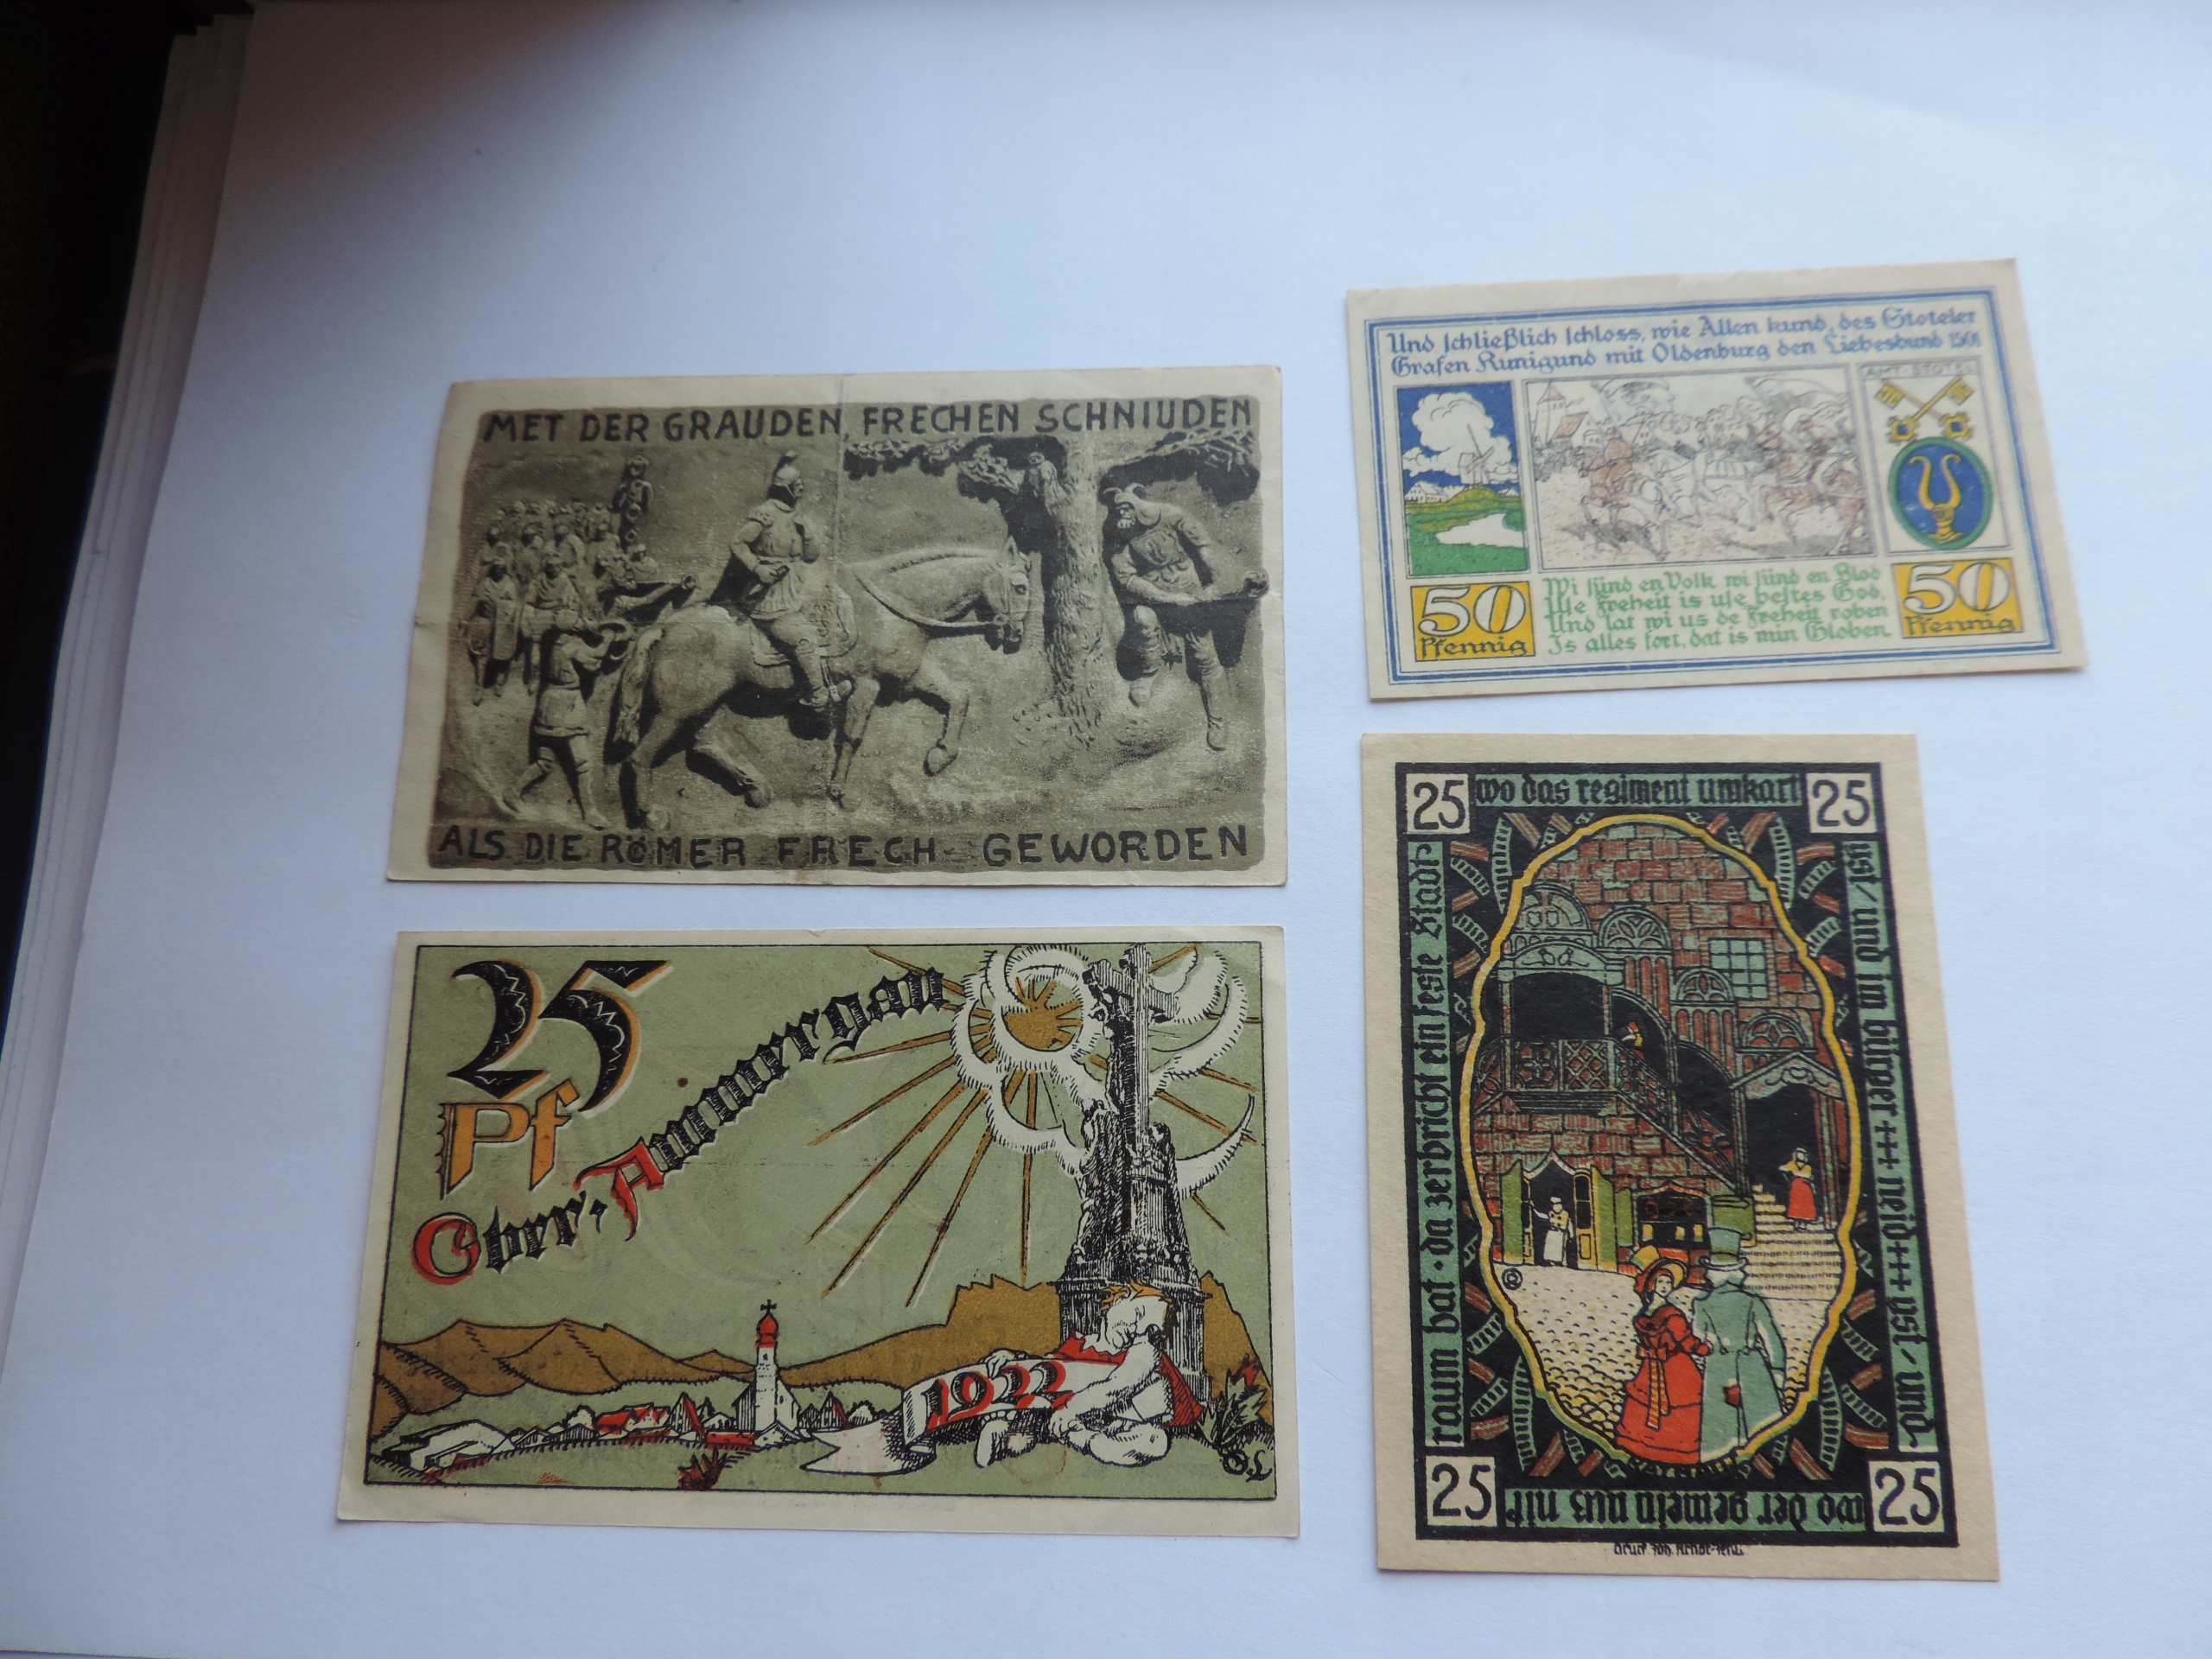 MET DER GRAUDEN FRECHEN SCHNIUDEN
ALS DIE RÖMER FRECH GEWORDEN
Und schließlich schloss, wie Allen kund, des Stoteler
Grafen Kunigund mit Oldenburg den Liebesbund 1501
AMT-STOTEL
Wi sünd en Volk wi sünd en Blod
Use Freheit is use bestes God,
Und lat wi us de Freheit roben
Is alles fort, dat is min Globen.
50
Pfennig
50
Pfennig
25 Pf
Ober-Ammergau
1922
25
wo das regiment umkart
25
ist/ und im bürger +++ neid +++ ist/ und
25
wo der gemein nuz nit
25
raum hat · da zerbricht ein feste Stadt
RATHAUS